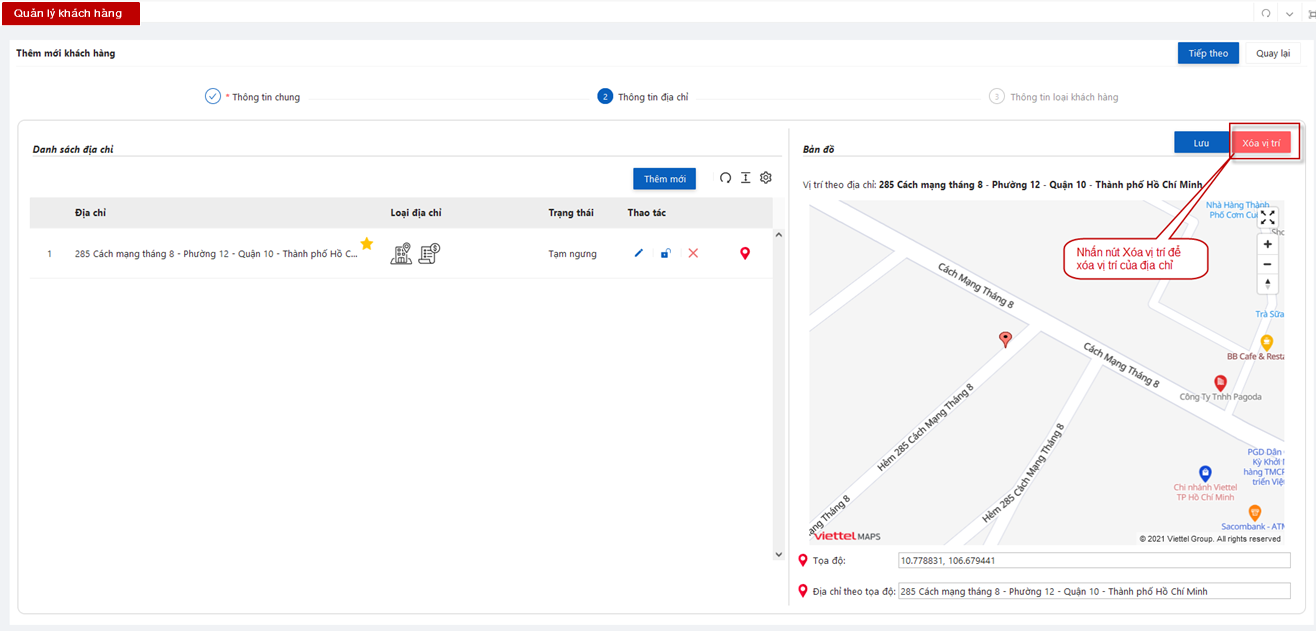 Quản lý khách hàng
Thêm mới khách hàng
Tiếp theo
Quay lại
* Thông tin chung
2
Thông tin địa chỉ
3
Thông tin loại khách hàng
Danh sách địa chỉ
Thêm mới
Địa chỉ
Loại địa chỉ
Trạng thái
Thao tác
1
285 Cách mạng tháng 8 - Phường 12 - Quận 10 - Thành phố Hồ C...
Tạm ngưng
Bản đồ
Lưu
Xóa vị trí
Vị trí theo địa chỉ: 285 Cách mạng tháng 8 - Phường 12 - Quận 10 - Thành phố Hồ Chí Minh
Nhà Hàng Thành
Phố Cơm
Nhấn nút Xóa vị trí để
xóa vị trí của địa chỉ
Cách Mạng Tháng 8
Trà Sữa
BB Cafe & Resta
Cách Mạng Tháng 8
Công Ty Tnhh Pagoda
Hẻm 285 Cách Mạng Tháng 8
Hẻm 285 Cách Mạng Tháng 8
PGD Dân
Kỳ Khởi
hàng TMCP
triển Việ
Chi nhánh Viettel
TP Hồ Chí Minh
ạng Tháng 8
Sacombank - ATM
viettel MAPS
© 2021 Viettel Group. All rights reserved
Tọa độ:
10.778831, 106.679441
Địa chỉ theo tọa độ:
285 Cách mạng tháng 8 - Phường 12 - Quận 10 - Thành phố Hồ Chí Minh